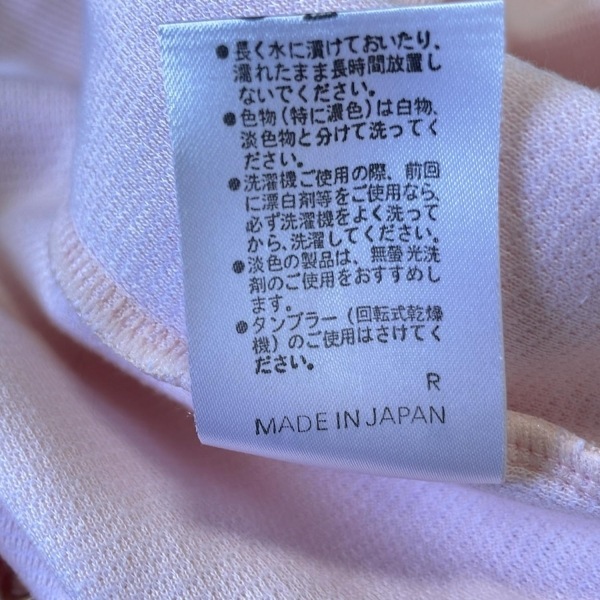 ●長く水に漬けておいたり、
濡れたまま長時間放置し
ないでください。
●色物(特に濃色)は白物、
淡色物と分けて洗ってく
ださい。
●洗濯機ご使用の際、前回
に漂白剤等をご使用なら、
必ず洗濯機をよく洗って
から、洗濯してください。
●淡色の製品は、無螢光洗
剤のご使用をおすすめし
ます。
●タンブラー(回転式乾燥
機)のご使用はさけてく
ださい。
R
MADE IN JAPAN